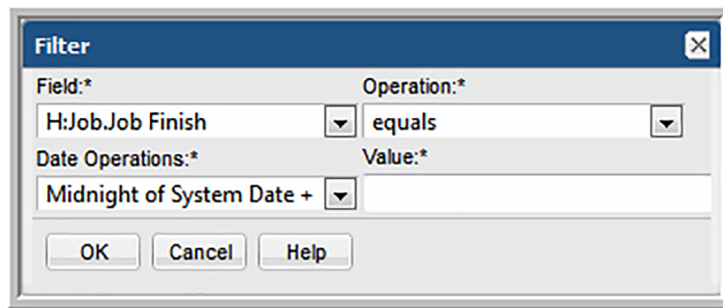 Filter
Field:* Operation:*
H:Job.Job Finish equals
Date Operations:* Value:*
Midnight of System Date +
OK Cancel Help